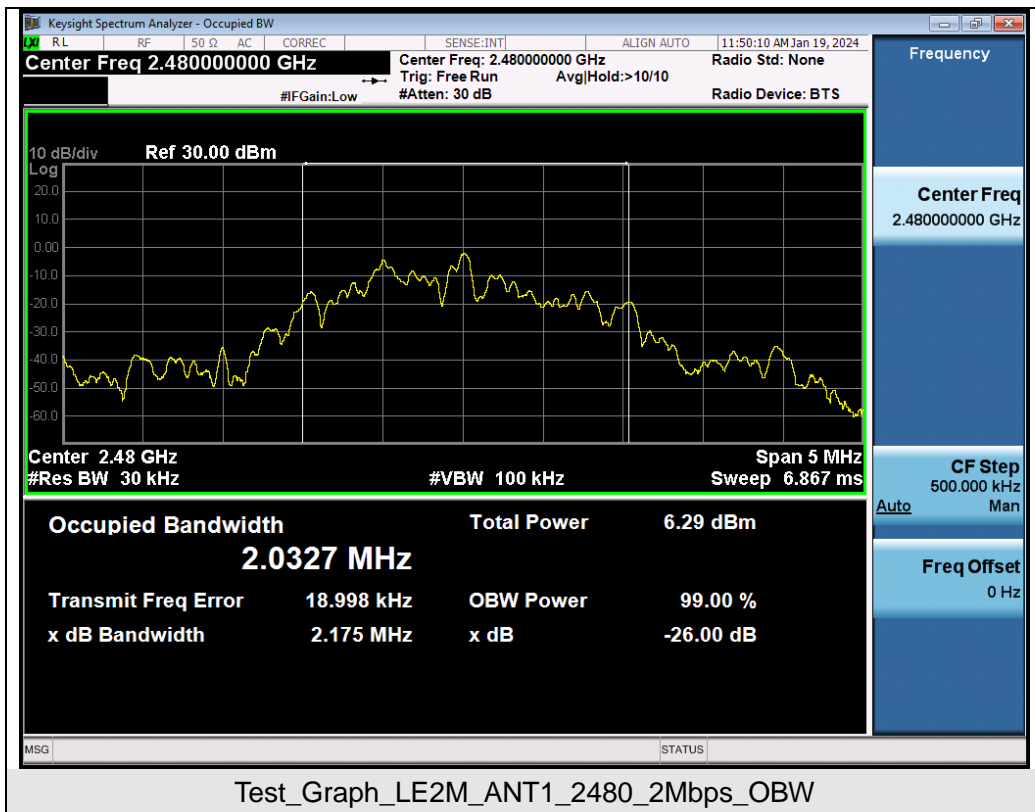 Keysight Spectrum Analyzer - Occupied BW
LXI RL RF 50 Ω AC CORREC SENSE:INT ALIGN AUTO 11:50:10 AM Jan 19, 2024
Center Freq 2.480000000 GHz
Center Freq: 2.480000000 GHz
Radio Std: None
Trig: Free Run Avg|Hold:>10/10
#IFGain:Low #Atten: 30 dB Radio Device: BTS
Frequency
10 dB/div Ref 30.00 dBm
Log
20.0
10.0
0.00
-10.0
-20.0
-30.0
-40.0
-50.0
-60.0
Center 2.48 GHz Span 5 MHz
#Res BW 30 kHz #VBW 100 kHz Sweep 6.867 ms
Center Freq
2.480000000 GHz
CF Step
500.000 kHz
Auto Man
Freq Offset
0 Hz
Occupied Bandwidth Total Power 6.29 dBm
2.0327 MHz
Transmit Freq Error 18.998 kHz OBW Power 99.00 %
x dB Bandwidth 2.175 MHz x dB -26.00 dB
MSG STATUS
Test_Graph_LE2M_ANT1_2480_2Mbps_OBW